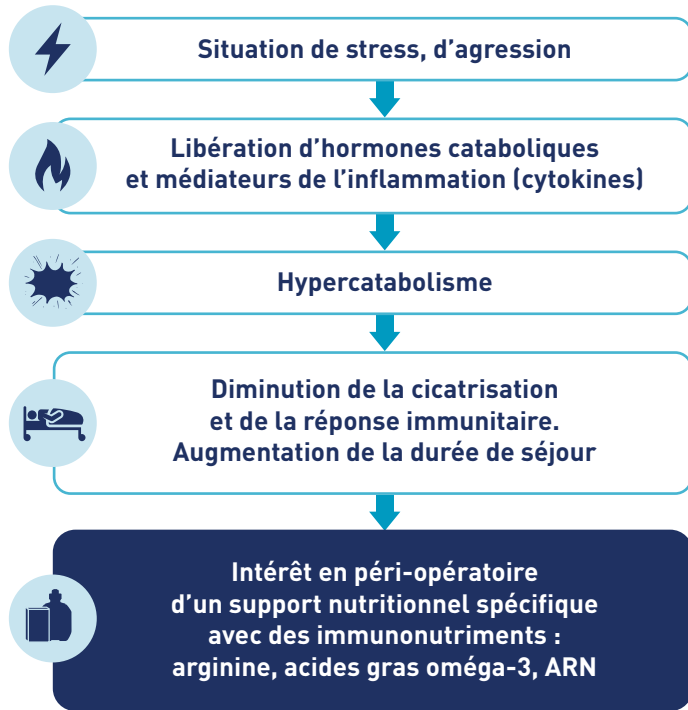 Situation de stress, d’agression
Libération d’hormones cataboliques
et médiateurs de l’inflammation (cytokines)
Hypercatabolisme
Diminution de la cicatrisation
et de la réponse immunitaire.
Augmentation de la durée de séjour
Intérêt en péri-opératoire
d’un support nutritionnel spécifique
avec des immunonutriments :
arginine, acides gras oméga-3, ARN